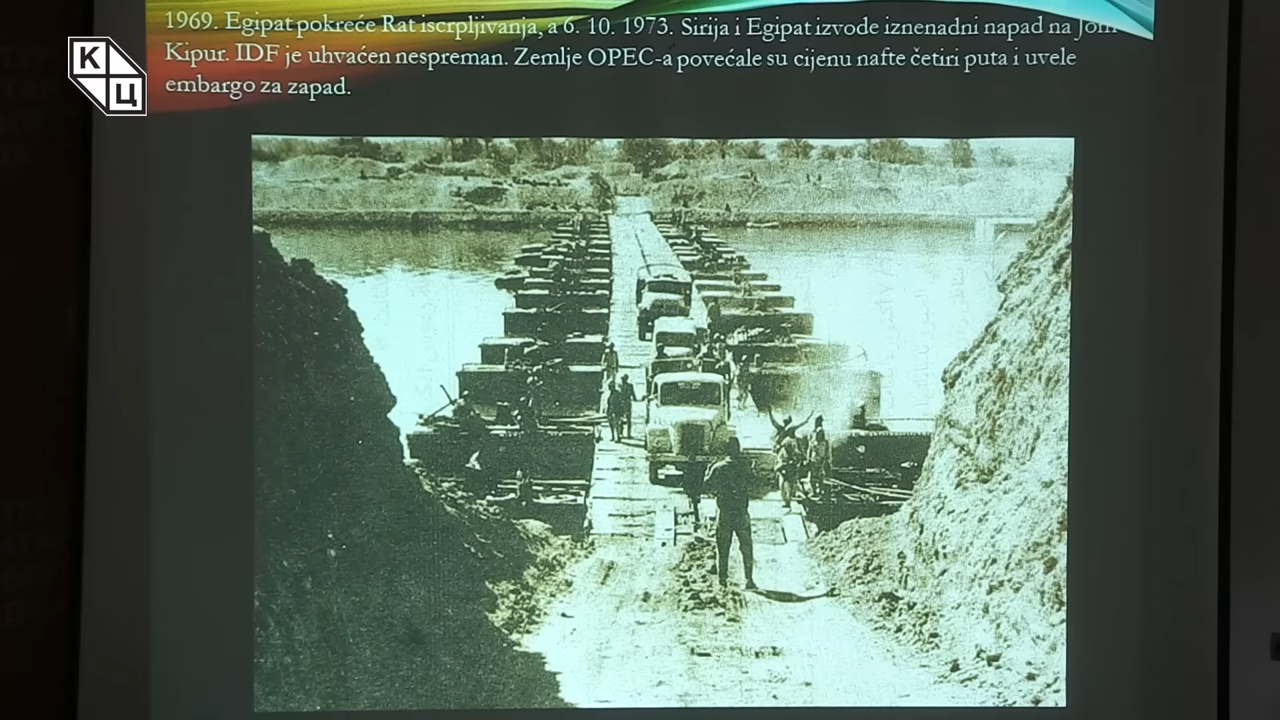 1969. Egipat pokreće Rat iscrpljivanja, a 6. 10. 1973. Sirija i Egipat izvode iznenadni napad na Jom
Kipur. IDF je uhvaćen nespreman. Zemlje OPEC-a povećale su cijenu nafte četiri puta i uvele
embargo za zapad.
К
Ц